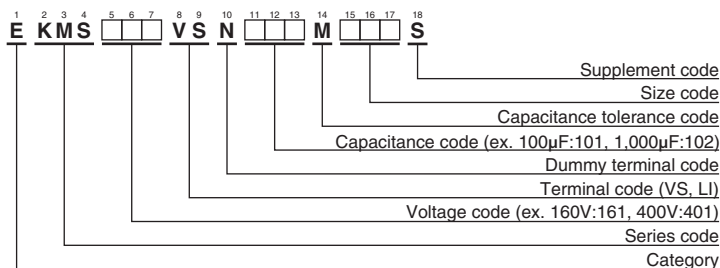 1 2 3 4 5 6 7 8 9 10 11 12 13 14 15 16 17 18
E KMS □□□ VS N □□□ M □□□ S
Supplement code
Size code
Capacitance tolerance code
Capacitance code (ex. 100µF:101, 1,000µF:102)
Dummy terminal code
Terminal code (VS, LI)
Voltage code (ex. 160V:161, 400V:401)
Series code
Category